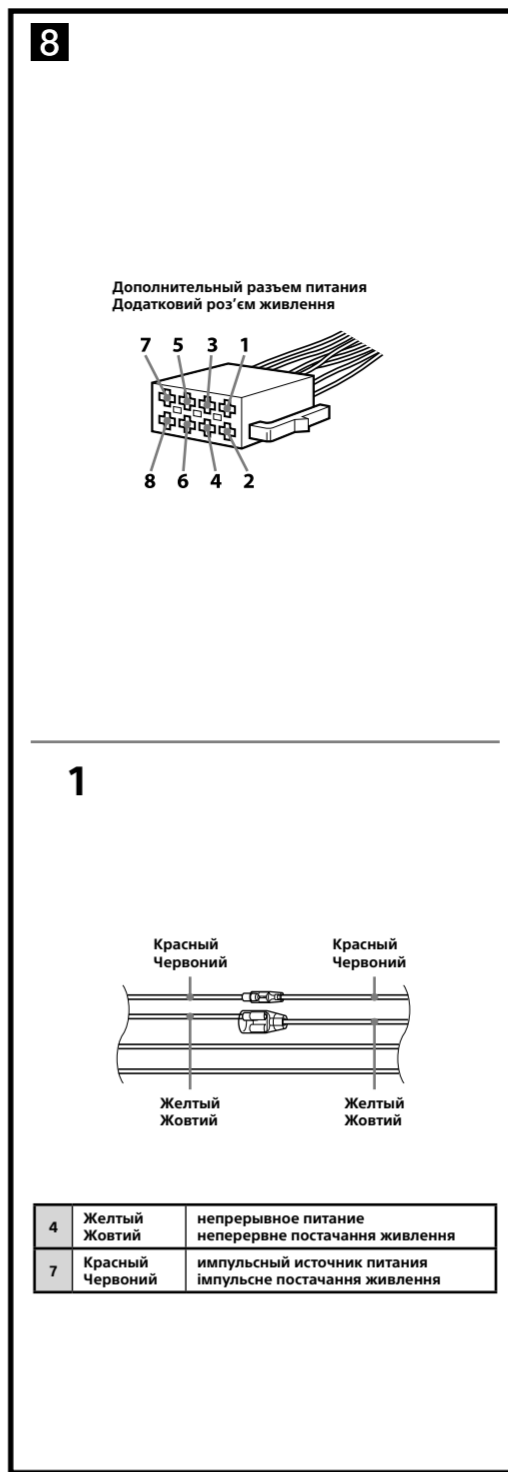 8
Дополнительный разъем питания
Додатковий роз’єм живлення
7 5 3 1
8 6 4 2
1
Красный Красный
Червоний Червоний
Желтый Желтый
Жовтий Жовтий
4 Желтый непрерывное питание
Жовтий неперервне постачання живлення
7 Красный импульсный источник питания
Червоний імпульсне постачання живлення